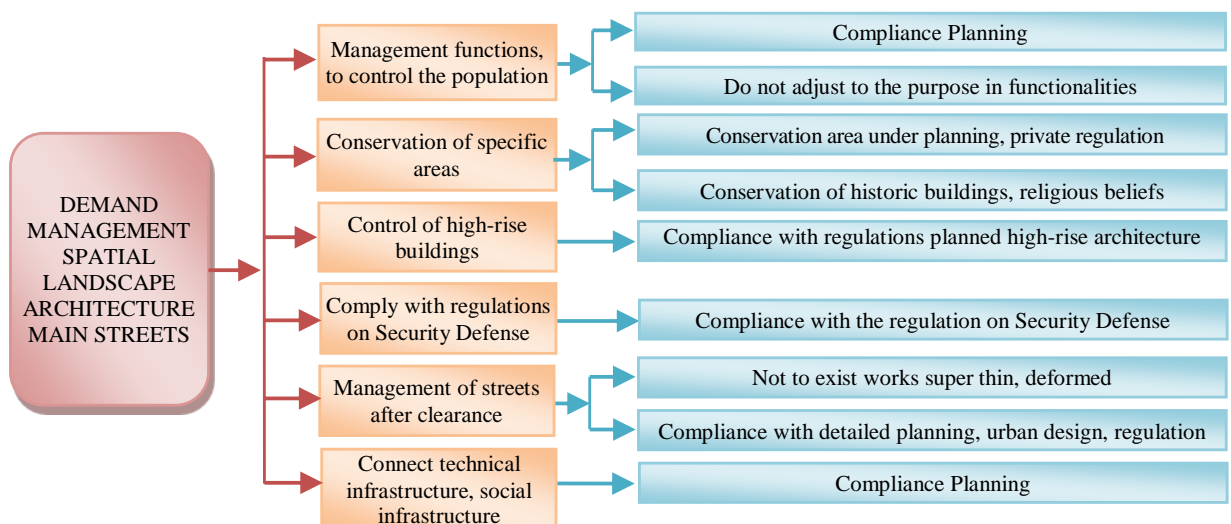 DEMAND
MANAGEMENT
SPATIAL
LANDSCAPE
ARCHITECTURE
MAIN STREETS
Management functions,
to control the population
Compliance Planning
Do not adjust to the purpose in functionalities
Conservation of specific
areas
Conservation area under planning, private regulation
Conservation of historic buildings, religious beliefs
Control of high-rise
buildings
Compliance with regulations planned high-rise architecture
Comply with regulations
on Security Defense
Compliance with the regulation on Security Defense
Management of streets
after clearance
Not to exist works super thin, deformed
Compliance with detailed planning, urban design, regulation
Connect technical
infrastructure, social
infrastructure
Compliance Planning